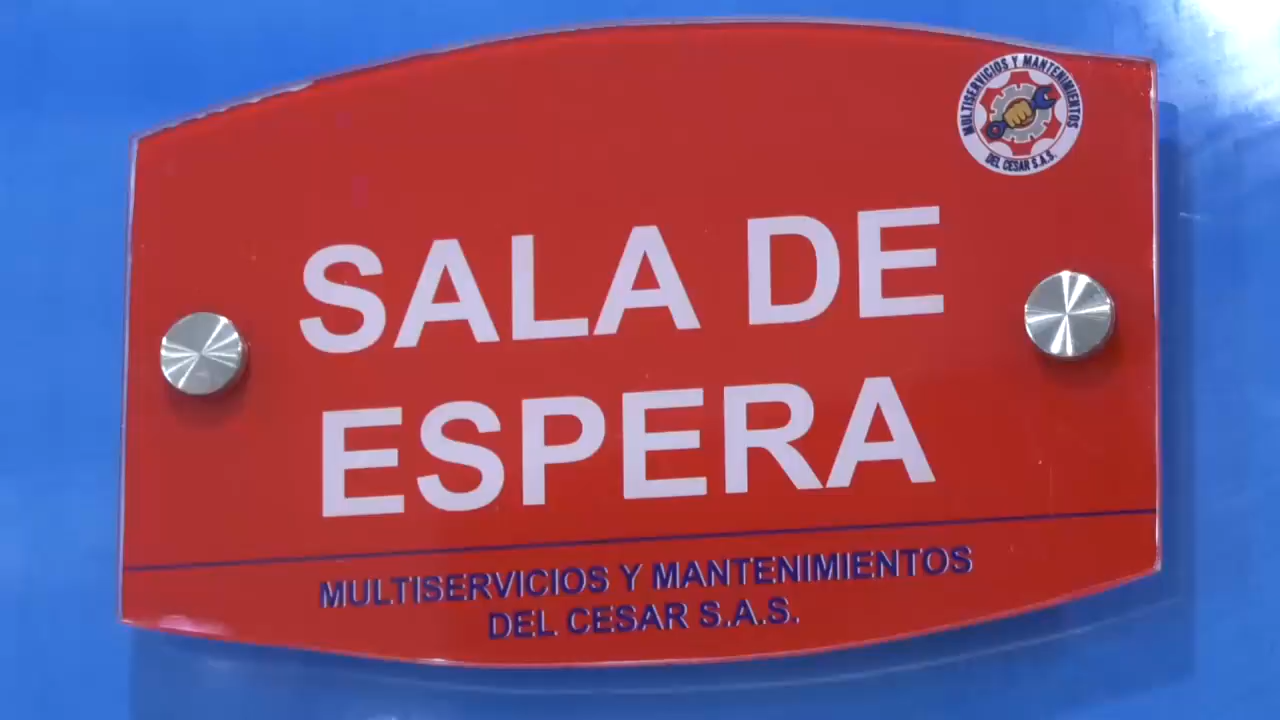 MULTISERVICIOS Y MANTENIMIENTOS
DEL CESAR S.A.S.
SALA DE
ESPERA
MULTISERVICIOS Y MANTENIMIENTOS
DEL CESAR S.A.S.